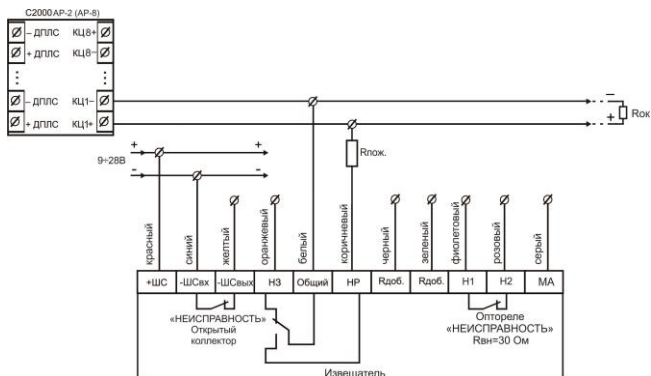 С2000 АР-2 (АР-8)
– ДПЛС КЦ8+
+ ДПЛС КЦ8–
– ДПЛС КЦ1–
+ ДПЛС КЦ1+
–
+
Rок
Rпож.
+ +
9÷28В
- -
красный
синий
желтый
оранжевый
белый
коричневый
черный
зеленый
фиолетовый
розовый
серый
+ШС -ШСвх -ШСвых НЗ Общий НР Rдоб. Rдоб. Н1 Н2 МА
«НЕИСПРАВНОСТЬ»
Открытый
коллектор
Оптореле
«НЕИСПРАВНОСТЬ»
Rвн=30 Ом
Извещатель